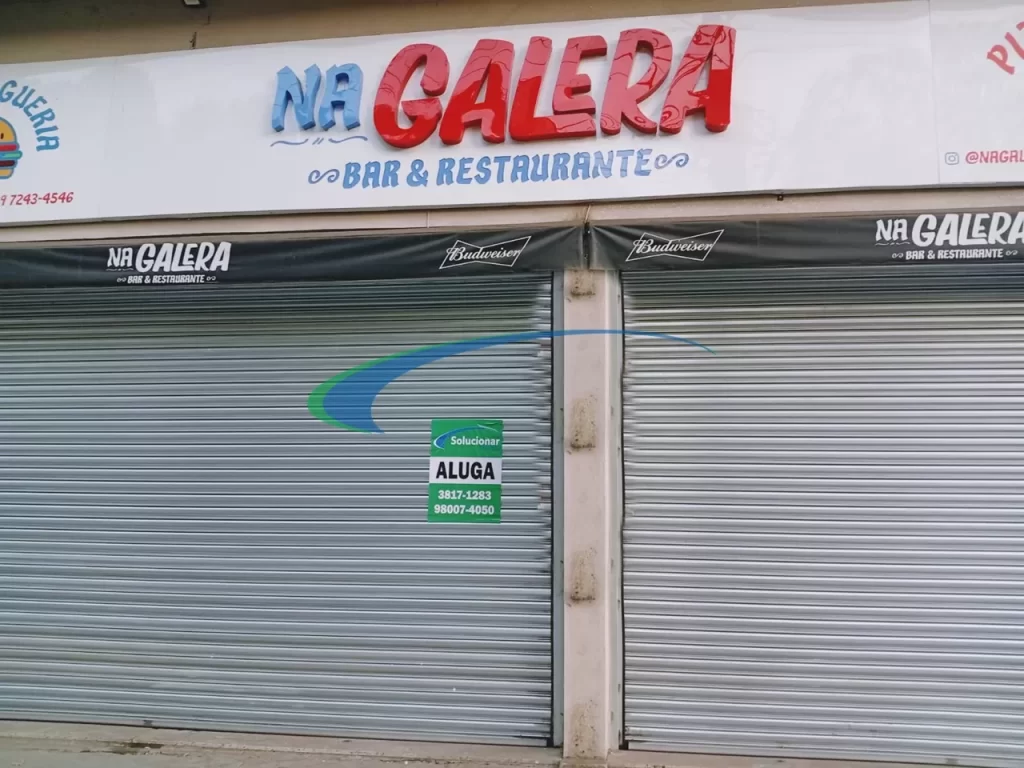 GUERIA
9 7243-4546
NA GALERA
BAR & RESTAURANTE
@NAGAL
NA GALERA
BAR & RESTAURANTE
Budweiser
Budweiser
NA GALERA
BAR & RESTAURANTE
Solucionar
ALUGA
3817-1283
98007-4050